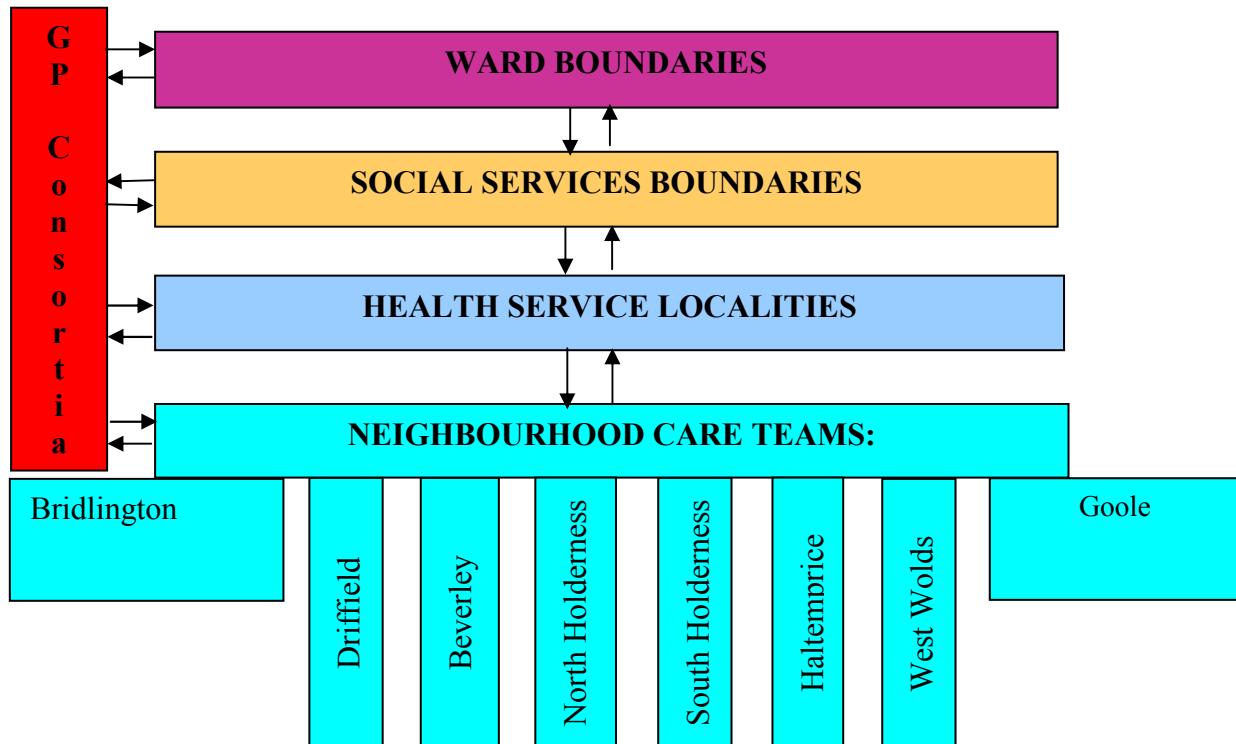 GP Consortia
WARD BOUNDARIES
SOCIAL SERVICES BOUNDARIES
HEALTH SERVICE LOCALITIES
NEIGHBOURHOOD CARE TEAMS:
Bridlington
Driffield
Beverley
North Holderness
South Holderness
Haltemprice
West Wolds
Goole